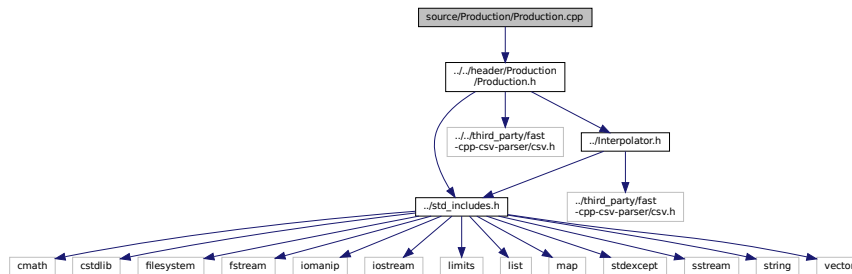 source/Production/Production.cpp
../../header/Production
/Production.h
../../third_party/fast
-cpp-csv-parser/csv.h
../Interpolator.h
../std_includes.h
../third_party/fast
-cpp-csv-parser/csv.h
cmath
cstdlib
filesystem
fstream
iomanip
iostream
limits
list
map
stdexcept
sstream
string
vector